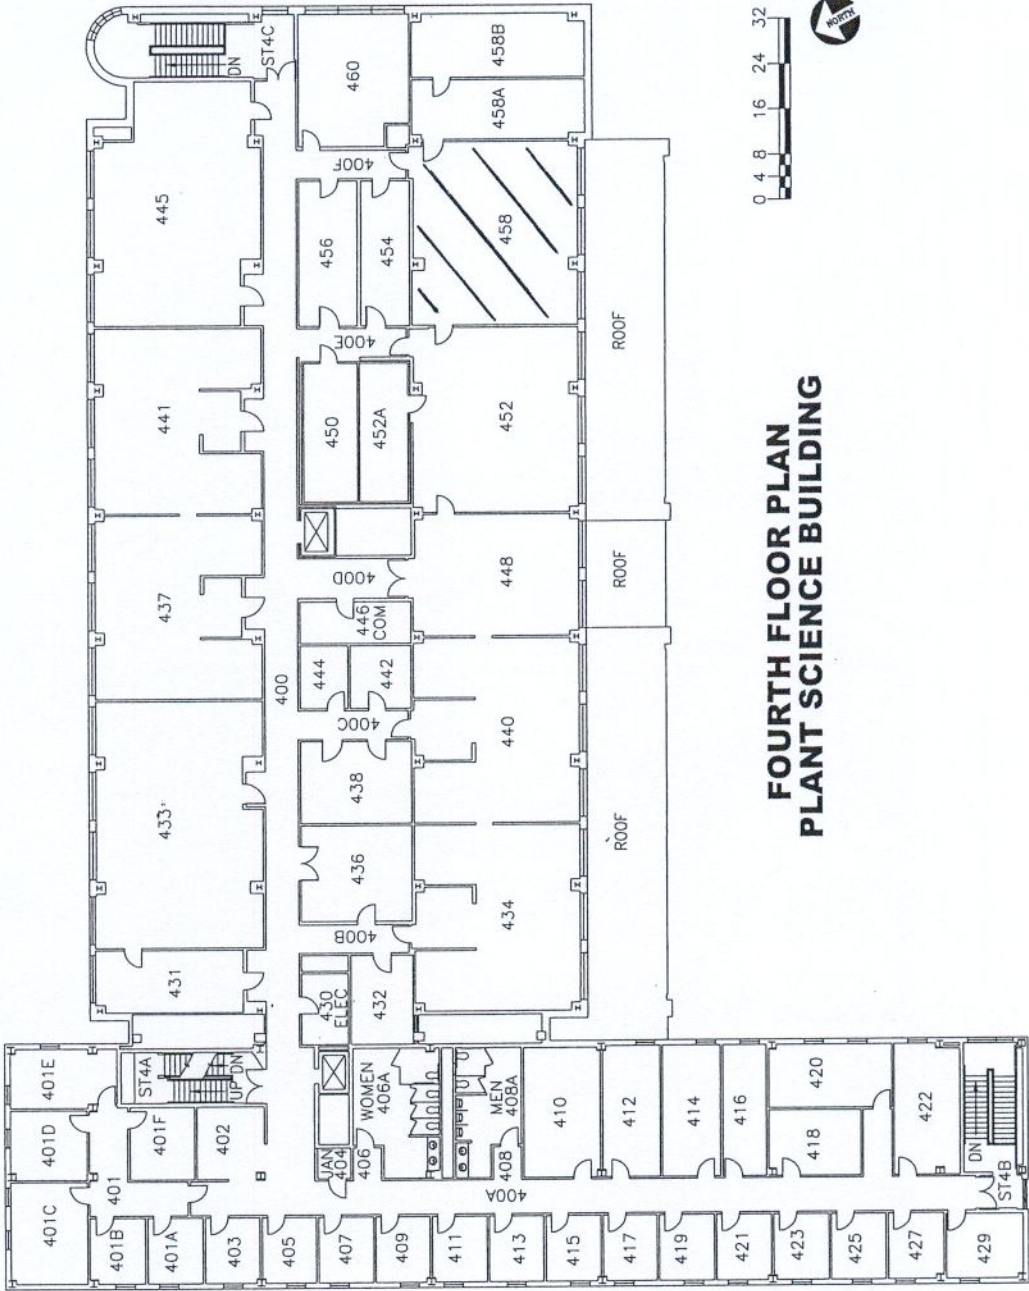 FOURTH FLOOR PLAN
PLANT SCIENCE BUILDING
0 4 8 16 24 32
NORTH
DN
ST4C
460
458B
458A
445
400F
456
454
458
ROOF
400E
441
450
452A
452
437
400D
448
ROOF
446
COM
444
442
400
400C
440
433
438
436
434
ROOF
400B
431
430
ELEC
432
401E
ST4A
UP
DN
401D
401F
402
WOMEN
406A
MEN
408A
410
412
414
416
420
418
422
DN
JAN
404
406
408
401
400A
ST4B
401C
401B
401A
403
405
407
409
411
413
415
417
419
421
423
425
427
429